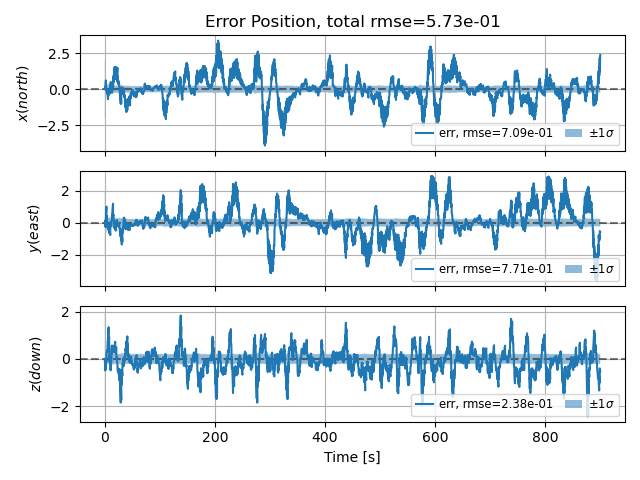 Error Position, total rmse=5.73e-01
x(north)
2.5
0.0
−2.5
err, rmse=7.09e-01 ±1σ
y(east)
2
0
−2
err, rmse=7.71e-01 ±1σ
z(down)
2
0
−2
err, rmse=2.38e-01 ±1σ
0 200 400 600 800
Time [s]